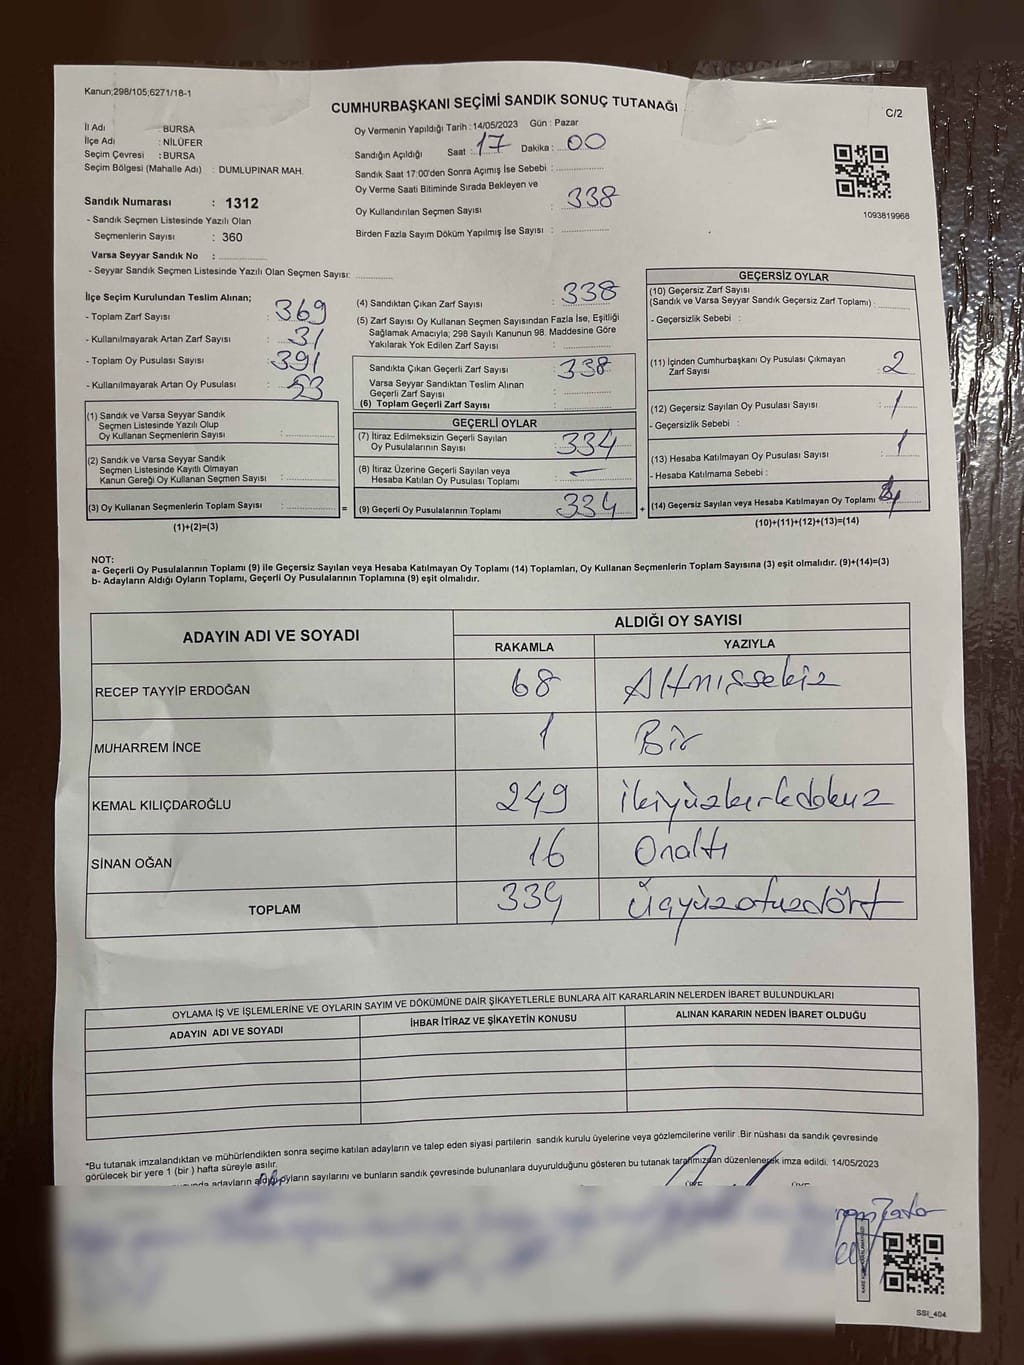 Kanun;298/105;6271/18-1
CUMHURBAŞKANI SEÇİMİ SANDIK SONUÇ TUTANAĞI
C/2
İl Adı : BURSA
İlçe Adı : NİLÜFER
Seçim Çevresi : BURSA
Seçim Bölgesi (Mahalle Adı) : DUMLUPINAR MAH.
Sandık Numarası : 1312
- Sandık Seçmen Listesinde Yazılı Olan
Seçmenlerin Sayısı : 360
Varsa Seyyar Sandık No :
- Seyyar Sandık Seçmen Listesinde Yazılı Olan Seçmen Sayısı:
Oy Vermenin Yapıldığı Tarih : 14/05/2023 Gün : Pazar
Sandığın Açıldığı Saat : 17 Dakika : 00
Sandık Saat 17:00'den Sonra Açımış İse Sebebi :
Oy Verme Saati Bitiminde Sırada Bekleyen ve
Oy Kullandırılan Seçmen Sayısı : 338
Birden Fazla Sayım Döküm Yapılmış İse Sayısı :
1093819968
İlçe Seçim Kurulundan Teslim Alınan;
- Toplam Zarf Sayısı : 369
- Kullanılmayarak Artan Zarf Sayısı : 31
- Toplam Oy Pusulası Sayısı : 391
- Kullanılmayarak Artan Oy Pusulası : 53
(1) Sandık ve Varsa Seyyar Sandık
Seçmen Listesinde Yazılı Olup
Oy Kullanan Seçmenlerin Sayısı :
(2) Sandık ve Varsa Seyyar Sandık
Seçmen Listesinde Kayıtlı Olmayan
Kanun Gereği Oy Kullanan Seçmen Sayısı :
(3) Oy Kullanan Seçmenlerin Toplam Sayısı : =
(1)+(2)=(3)
(4) Sandıktan Çıkan Zarf Sayısı : 338
(5) Zarf Sayısı Oy Kullanan Seçmen Sayısından Fazla İse, Eşitliği
Sağlamak Amacıyla; 298 Sayılı Kanunun 98. Maddesine Göre
Yakılarak Yok Edilen Zarf Sayısı :
Sandıkta Çıkan Geçerli Zarf Sayısı : 338
Varsa Seyyar Sandıktan Teslim Alınan
Geçerli Zarf Sayısı :
(6) Toplam Geçerli Zarf Sayısı :
GEÇERLİ OYLAR
(7) İtiraz Edilmeksizin Geçerli Sayılan
Oy Pusulalarının Sayısı : 334
(8) İtiraz Üzerine Geçerli Sayılan veya
Hesaba Katılan Oy Pusulası Toplamı : -
(9) Geçerli Oy Pusulalarının Toplamı : 334 +
GEÇERSİZ OYLAR
(10) Geçersiz Zarf Sayısı
(Sandık ve Varsa Seyyar Sandık Geçersiz Zarf Toplamı) :
- Geçersizlik Sebebi :
(11) İçinden Cumhurbaşkanı Oy Pusulası Çıkmayan
Zarf Sayısı : 2
(12) Geçersiz Sayılan Oy Pusulası Sayısı : 1
- Geçersizlik Sebebi :
(13) Hesaba Katılmayan Oy Pusulası Sayısı : 1
- Hesaba Katılmama Sebebi :
(14) Geçersiz Sayılan veya Hesaba Katılmayan Oy Toplamı 4
(10)+(11)+(12)+(13)=(14)
NOT:
a- Geçerli Oy Pusulalarının Toplamı (9) ile Geçersiz Sayılan veya Hesaba Katılmayan Oy Toplamı (14) Toplamları, Oy Kullanan Seçmenlerin Toplam Sayısına (3) eşit olmalıdır. (9)+(14)=(3)
b- Adayların Aldığı Oyların Toplamı, Geçerli Oy Pusulalarının Toplamına (9) eşit olmalıdır.
ADAYIN ADI VE SOYADI ALDIĞI OY SAYISI
RAKAMLA YAZIYLA
RECEP TAYYİP ERDOĞAN 68 Altmışsekiz
MUHARREM İNCE 1 Bir
KEMAL KILIÇDAROĞLU 249 ikiyüzkırkdokuz
SİNAN OĞAN 16 Onaltı
TOPLAM 334 Üçyüzotuzdört
OYLAMA İŞ VE İŞLEMLERİNE VE OYLARIN SAYIM VE DÖKÜMÜNE DAİR ŞİKAYETLERLE BUNLARA AİT KARARLARIN NELERDEN İBARET BULUNDUKLARI
ADAYIN ADI VE SOYADI İHBAR İTİRAZ VE ŞİKAYETİN KONUSU ALINAN KARARIN NEDEN İBARET OLDUĞU
*Bu tutanak imzalandıktan ve mühürlendikten sonra seçime katılan adayların ve talep eden siyasi partilerin sandık kurulu üyelerine veya gözlemcilerine verilir. Bir nüshası da sandık çevresinde
görülecek bir yere 1 (bir) hafta süreyle asılır.
adayların aldığı oyların sayılarını ve bunların sandık çevresinde bulunanlara duyurulduğunu gösteren bu tutanak tarafımızdan düzenlenerek imza edildi. 14/05/2023
SSI_404